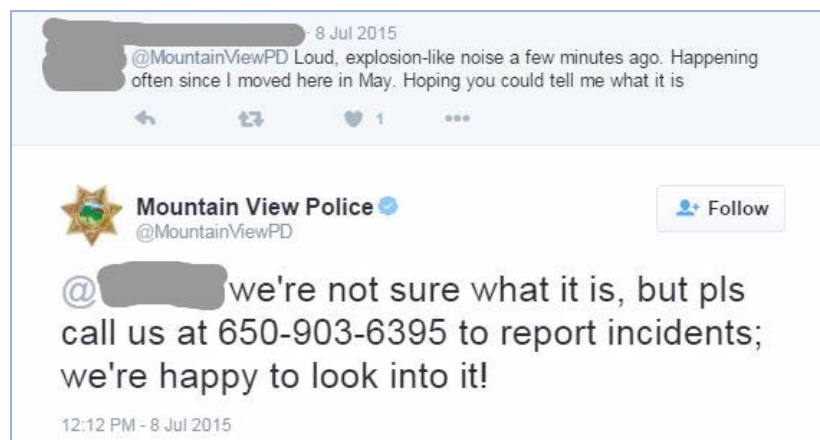 8 Jul 2015
@MountainViewPD Loud, explosion-like noise a few minutes ago. Happening
often since I moved here in May. Hoping you could tell me what it is
1
Mountain View Police
@MountainViewPD
Follow
@ we're not sure what it is, but pls
call us at 650-903-6395 to report incidents;
we're happy to look into it!
12:12 PM - 8 Jul 2015